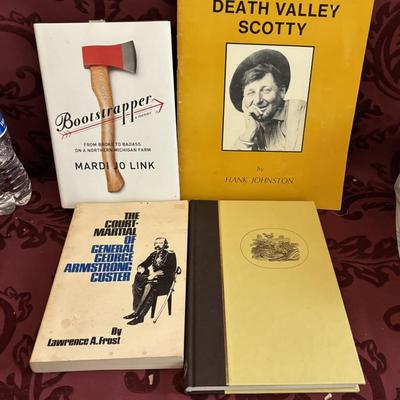 Bootstrapper
a memoir
FROM BROKE TO BADASS
ON A NORTHERN MICHIGAN FARM
MARDI JO LINK
DEATH VALLEY
SCOTTY
by
HANK JOHNSTON
THE
COURT-
MARTIAL
OF
GENERAL
GEORGE
ARMSTRONG
CUSTER
By
Lawrence A. Frost